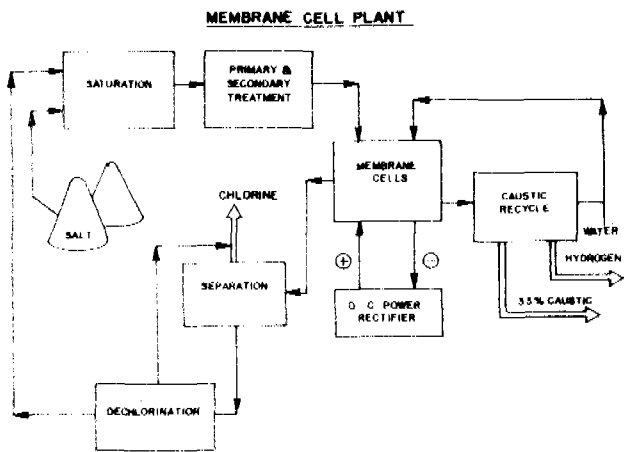 MEMBRANE CELL PLANT
SATURATION
PRIMARY &
SECONDARY
TREATMENT
MEMBRANE
CELLS
CHLORINE
CAUSTIC
RECYCLE
SALT
WATER
HYDROGEN
SEPARATION
+
−
D.C. POWER
RECTIFIER
33% CAUSTIC
DECHLORINATION